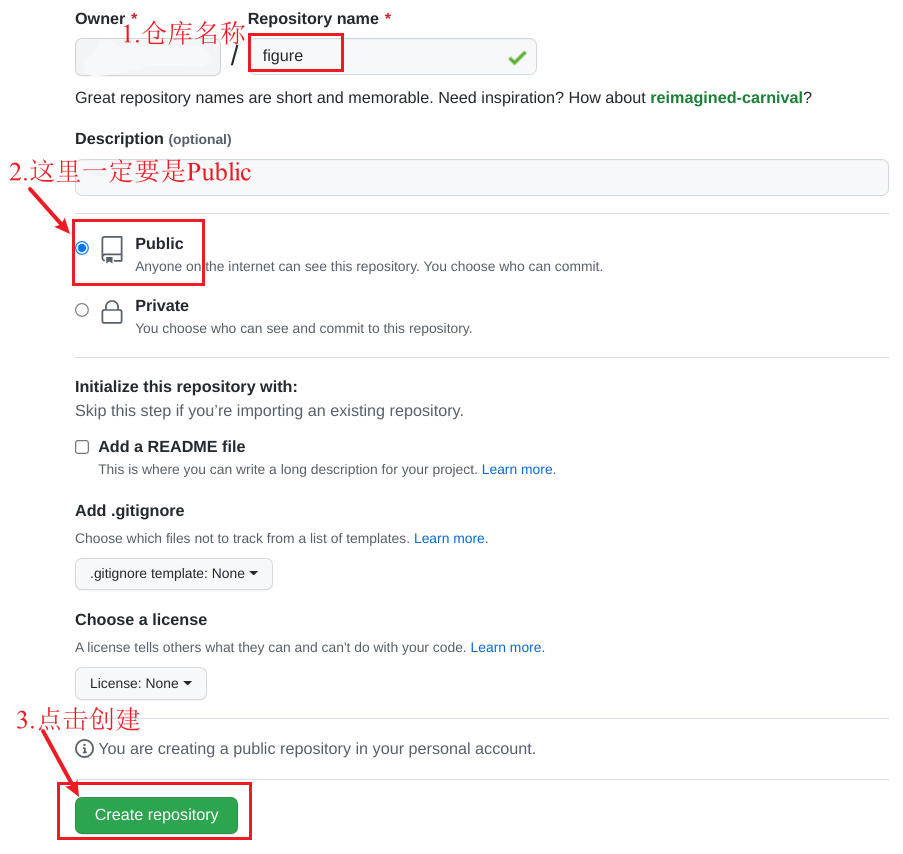 Owner * Repository name *
1.仓库名称
/ figure
Great repository names are short and memorable. Need inspiration? How about reimagined-carnival?
Description (optional)
2.这里一定要是Public
Public
Anyone on the internet can see this repository. You choose who can commit.
Private
You choose who can see and commit to this repository.
Initialize this repository with:
Skip this step if you’re importing an existing repository.
Add a README file
This is where you can write a long description for your project. Learn more.
Add .gitignore
Choose which files not to track from a list of templates. Learn more.
.gitignore template: None
Choose a license
A license tells others what they can and can't do with your code. Learn more.
License: None
3.点击创建
You are creating a public repository in your personal account.
Create repository